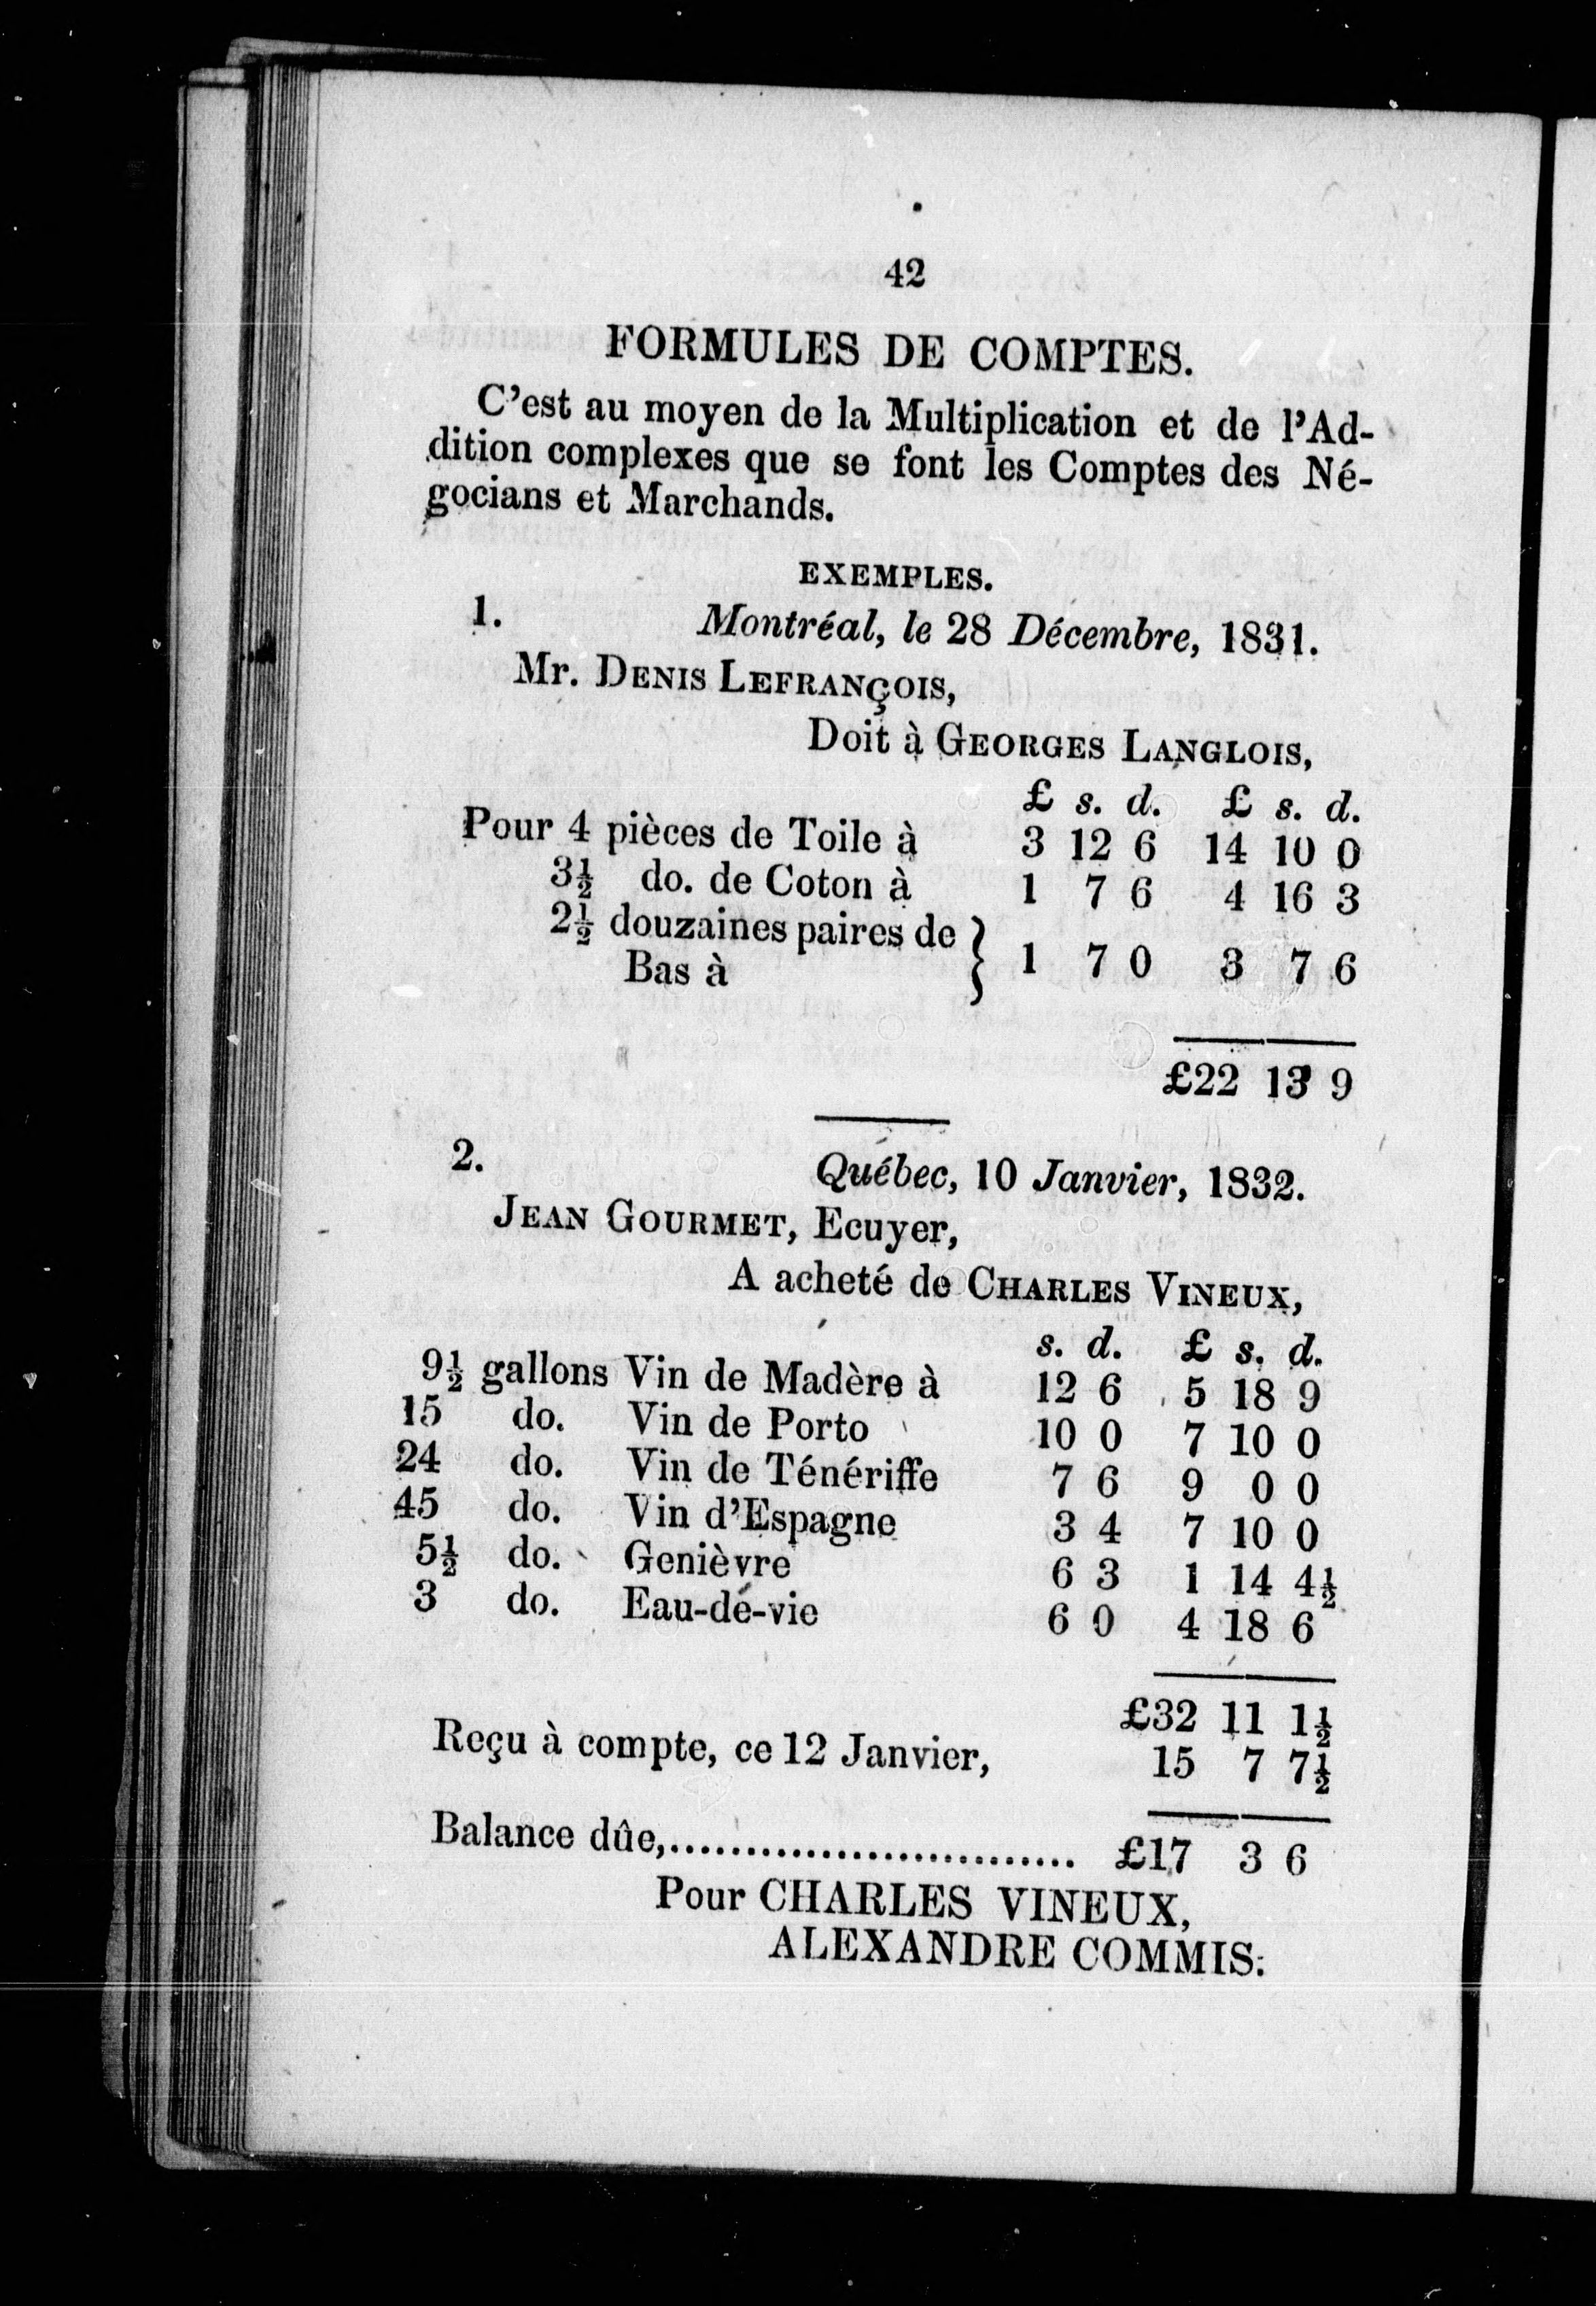 42
FORMULES DE COMPTES.
C'est au moyen de la Multiplication et de l'Ad-
dition complexes que se font les Comptes des Né-
gocians et Marchands.
EXEMPLES.
1. Montréal, le 28 Décembre, 1831.
Mr. DENIS LEFRANÇOIS,
Doit à GEORGES LANGLOIS,
£ s. d. £ s. d.
Pour 4 pièces de Toile à 3 12 6 14 10 0
3½ do. de Coton à 1 7 6 4 16 3
2½ douzaines paires de
Bas à } 1 7 0 3 7 6
£22 13 9
2. Québec, 10 Janvier, 1832.
JEAN GOURMET, Ecuyer,
A acheté de CHARLES VINEUX,
s. d. £ s. d.
9½ gallons Vin de Madère à 12 6 5 18 9
15 do. Vin de Porto 10 0 7 10 0
24 do. Vin de Ténériffe 7 6 9 0 0
45 do. Vin d'Espagne 3 4 7 10 0
5½ do. Genièvre 6 3 1 14 4½
3 do. Eau-de-vie 6 0 4 18 6
£32 11 1½
Reçu à compte, ce 12 Janvier, 15 7 7½
Balance dûe,........................... £17 3 6
Pour CHARLES VINEUX,
ALEXANDRE COMMIS.